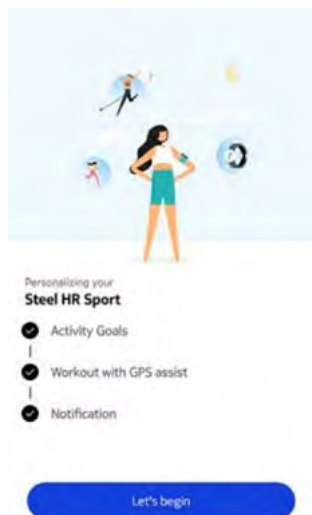 Personalizing your
Steel HR Sport
Activity Goals
Workout with GPS assist
Notification
Let's begin